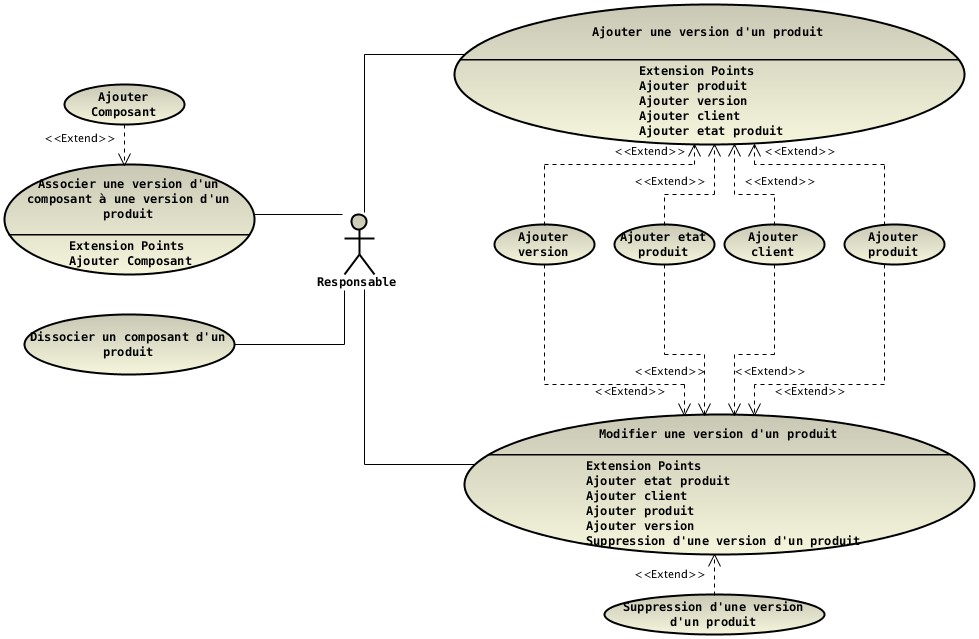 Ajouter une version d'un produit
Extension Points
Ajouter produit
Ajouter version
Ajouter client
Ajouter etat produit
Ajouter
Composant
<<Extend>>
Associer une version d'un
composant à une version d'un
produit
Extension Points
Ajouter Composant
Responsable
Dissocier un composant d'un
produit
<<Extend>>
<<Extend>>
<<Extend>>
<<Extend>>
Ajouter
version
Ajouter etat
produit
Ajouter
client
Ajouter
produit
<<Extend>>
<<Extend>>
<<Extend>>
<<Extend>>
Modifier une version d'un produit
Extension Points
Ajouter etat produit
Ajouter client
Ajouter produit
Ajouter version
Suppression d'une version d'un produit
<<Extend>>
Suppression d'une version
d'un produit